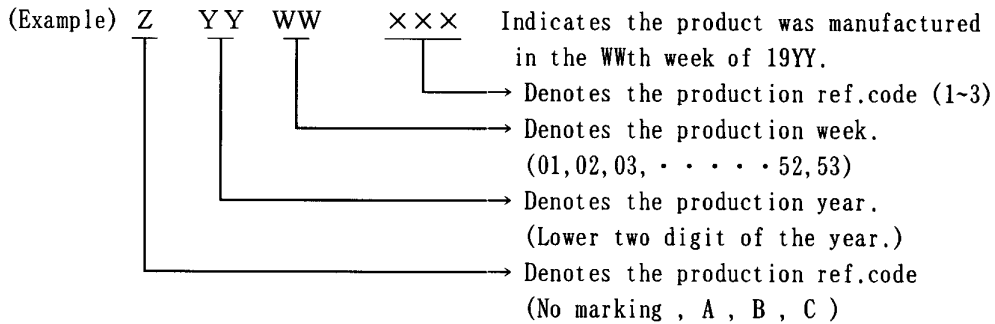 (Example) Z YY WW ××× Indicates the product was manufactured
in the WWth week of 19YY.
Denotes the production ref.code (1~3)
Denotes the production week.
(01,02,03, ・ ・ ・ ・ ・ 52,53)
Denotes the production year.
(Lower two digit of the year.)
Denotes the production ref.code
(No marking , A , B , C )